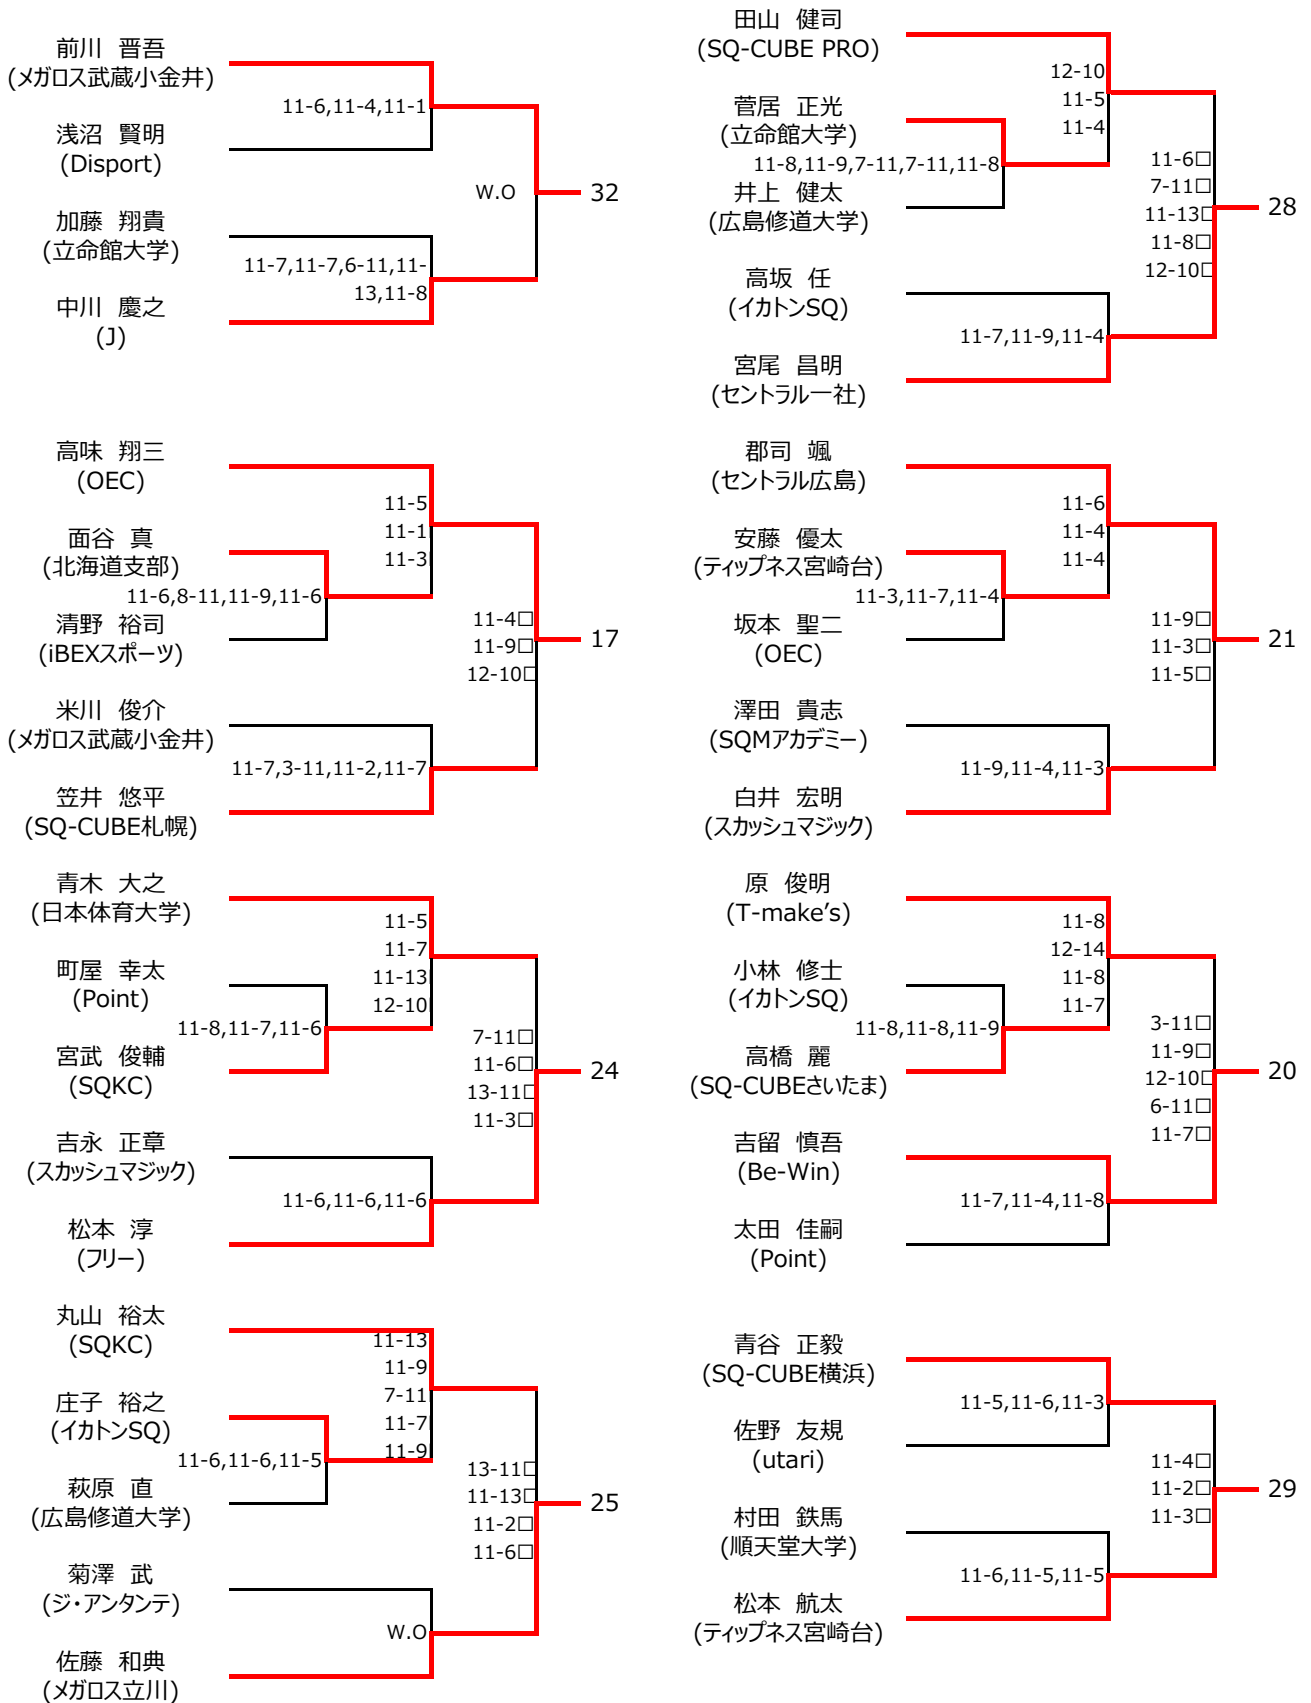 前川 晋吾
(メガロス武蔵小金井)
11-6,11-4,11-1
浅沼 賢明
(Disport)
W.O
32
加藤 翔貴
(立命館大学)
11-7,11-7,6-11,11-
13,11-8
中川 慶之
(J)
高味 翔三
(OEC)
11-5
11-1
11-3
面谷 真
(北海道支部)
11-6,8-11,11-9,11-6
清野 裕司
(iBEXスポーツ)
11-4□
11-9□
12-10□
17
米川 俊介
(メガロス武蔵小金井)
11-7,3-11,11-2,11-7
笠井 悠平
(SQ-CUBE札幌)
青木 大之
(日本体育大学)
11-5
11-7
11-13
12-10
町屋 幸太
(Point)
11-8,11-7,11-6
宮武 俊輔
(SQKC)
7-11□
11-6□
13-11□
11-3□
24
吉永 正章
(スカッシュマジック)
11-6,11-6,11-6
松本 淳
(フリー)
丸山 裕太
(SQKC)
11-13
11-9
7-11
11-7
11-9
庄子 裕之
(イカトンSQ)
11-6,11-6,11-5
萩原 直
(広島修道大学)
13-11□
11-13□
11-2□
11-6□
25
菊澤 武
(ジ・アンタンテ)
W.O
佐藤 和典
(メガロス立川)
田山 健司
(SQ-CUBE PRO)
12-10
11-5
11-4
菅居 正光
(立命館大学)
11-8,11-9,7-11,7-11,11-8
井上 健太
(広島修道大学)
11-6□
7-11□
11-13□
11-8□
12-10□
28
高坂 任
(イカトンSQ)
11-7,11-9,11-4
宮尾 昌明
(セントラル一社)
郡司 颯
(セントラル広島)
11-6
11-4
11-4
安藤 優太
(ティップネス宮崎台)
11-3,11-7,11-4
坂本 聖二
(OEC)
11-9□
11-3□
11-5□
21
澤田 貴志
(SQMアカデミー)
11-9,11-4,11-3
白井 宏明
(スカッシュマジック)
原 俊明
(T-make's)
11-8
12-14
11-8
11-7
小林 修士
(イカトンSQ)
11-8,11-8,11-9
高橋 麗
(SQ-CUBEさいたま)
3-11□
11-9□
12-10□
6-11□
11-7□
20
吉留 慎吾
(Be-Win)
11-7,11-4,11-8
太田 佳嗣
(Point)
青谷 正毅
(SQ-CUBE横浜)
11-5,11-6,11-3
佐野 友規
(utari)
11-4□
11-2□
11-3□
29
村田 鉄馬
(順天堂大学)
11-6,11-5,11-5
松本 航太
(ティップネス宮崎台)